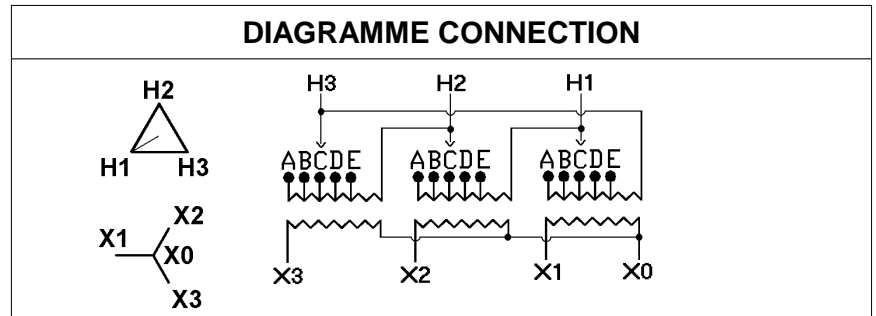 DIAGRAMME CONNECTION
H2
H1 H3
X2
X1 X0
X3
H3 H2 H1
ABCDE ABCDE ABCDE
X3 X2 X1 X0